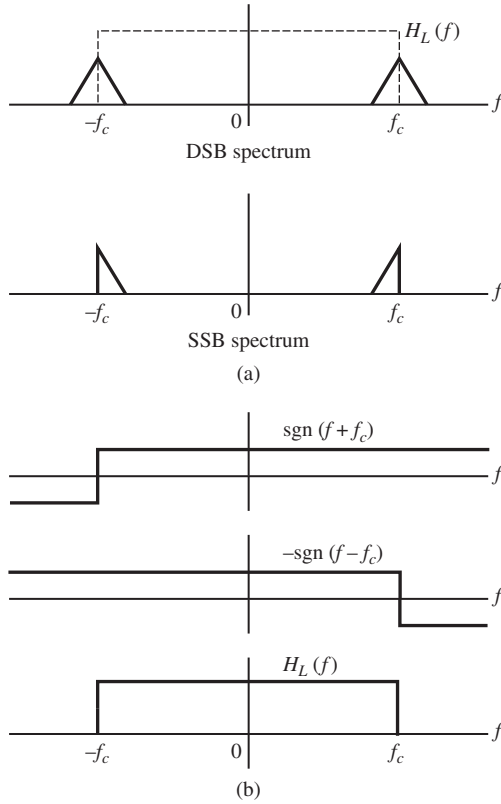 H_L (f)
f
–f_c 0 f_c
DSB spectrum
f
–f_c 0 f_c
SSB spectrum
(a)
sgn (f + f_c)
f
–sgn (f – f_c)
f
H_L (f)
f
–f_c 0 f_c
(b)